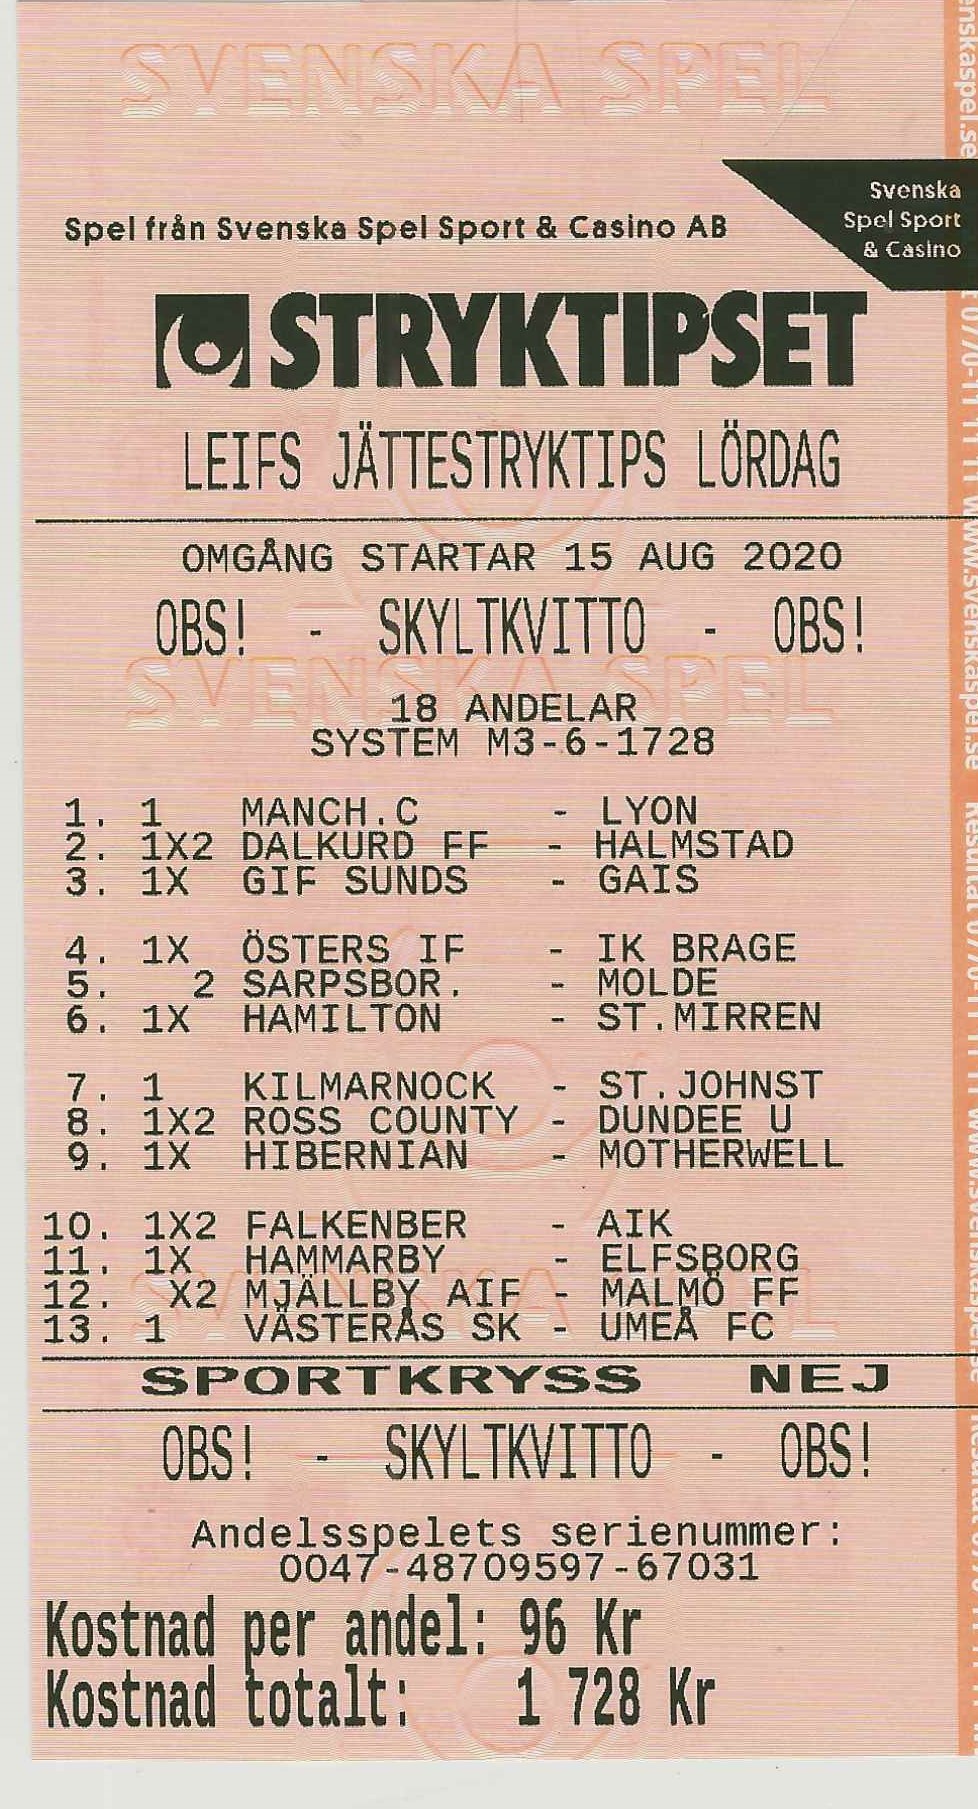 SVENSKA SPEL
Svenska
Spel Sport
& Casino
Spel från Svenska Spel Sport & Casino AB
STRYKTIPSET
LEIFS JÄTTESTRYKTIPS LÖRDAG
OMGÅNG STARTAR 15 AUG 2020
OBS! - SKYLTKVITTO - OBS!
SVENSKA SPEL
18 ANDELAR
SYSTEM M3-6-1728
1. 1 MANCH.C - LYON
2. 1X2 DALKURD FF - HALMSTAD
3. 1X GIF SUNDS - GAIS
4. 1X ÖSTERS IF - IK BRAGE
5. 2 SARPSBOR. - MOLDE
6. 1X HAMILTON - ST.MIRREN
7. 1 KILMARNOCK - ST.JOHNST
8. 1X2 ROSS COUNTY - DUNDEE U
9. 1X HIBERNIAN - MOTHERWELL
10. 1X2 FALKENBER - AIK
11. 1X HAMMARBY - ELFSBORG
12. X2 MJÄLLBY AIF - MALMÖ FF
13. 1 VÄSTERÅS SK - UMEÅ FC
SPORTKRYSS NEJ
OBS! - SKYLTKVITTO - OBS!
Andelsspelets serienummer:
0047-48709597-67031
Kostnad per andel: 96 Kr
Kostnad totalt: 1 728 Kr
www.svenskaspel.se